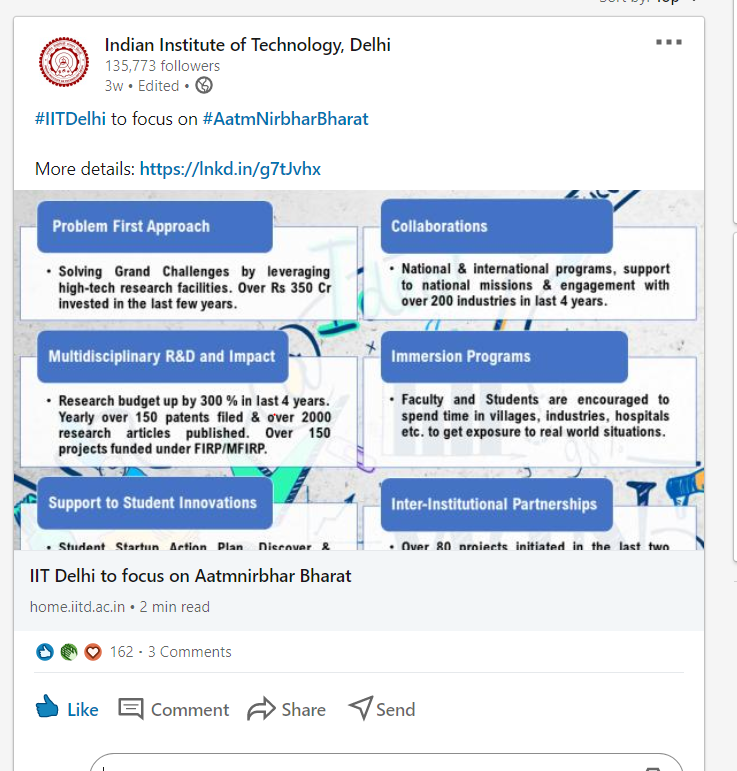 Indian Institute of Technology, Delhi
135,773 followers
3w • Edited •
#IITDelhi to focus on #AatmNirbharBharat
More details: https://lnkd.in/g7tJvhx
Problem First Approach
• Solving Grand Challenges by leveraging
high-tech research facilities. Over Rs 350 Cr
invested in the last few years.
Collaborations
• National & international programs, support
to national missions & engagement with
over 200 industries in last 4 years.
Multidisciplinary R&D and Impact
• Research budget up by 300 % in last 4 years.
Yearly over 150 patents filed & over 2000
research articles published. Over 150
projects funded under FIRP/MFIRP.
Immersion Programs
• Faculty and Students are encouraged to
spend time in villages, industries, hospitals
etc. to get exposure to real world situations.
Support to Student Innovations
• Student Startup Action Plan, Discover &
Inter-Institutional Partnerships
• Over 80 projects initiated in the last two
IIT Delhi to focus on Aatmnirbhar Bharat
home.iitd.ac.in • 2 min read
162 · 3 Comments
Like Comment Share Send